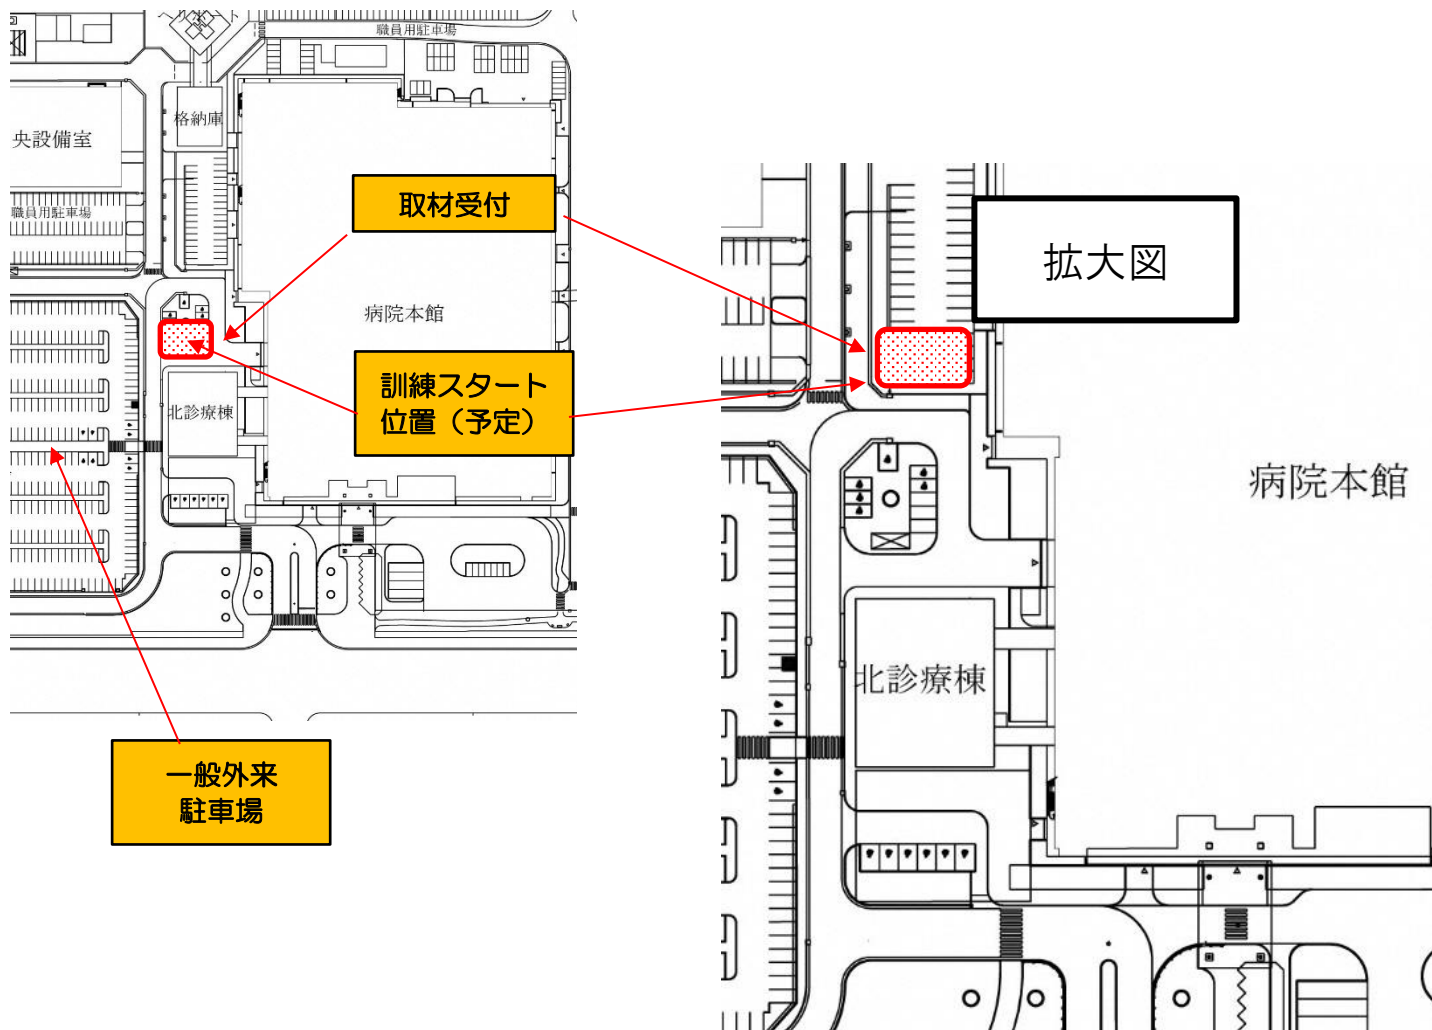 職員用駐車場
格納庫
央設備室
職員用駐車場
取材受付
病院本館
訓練スタート
位置（予定）
北診療棟
一般外来
駐車場
拡大図
病院本館
北診療棟